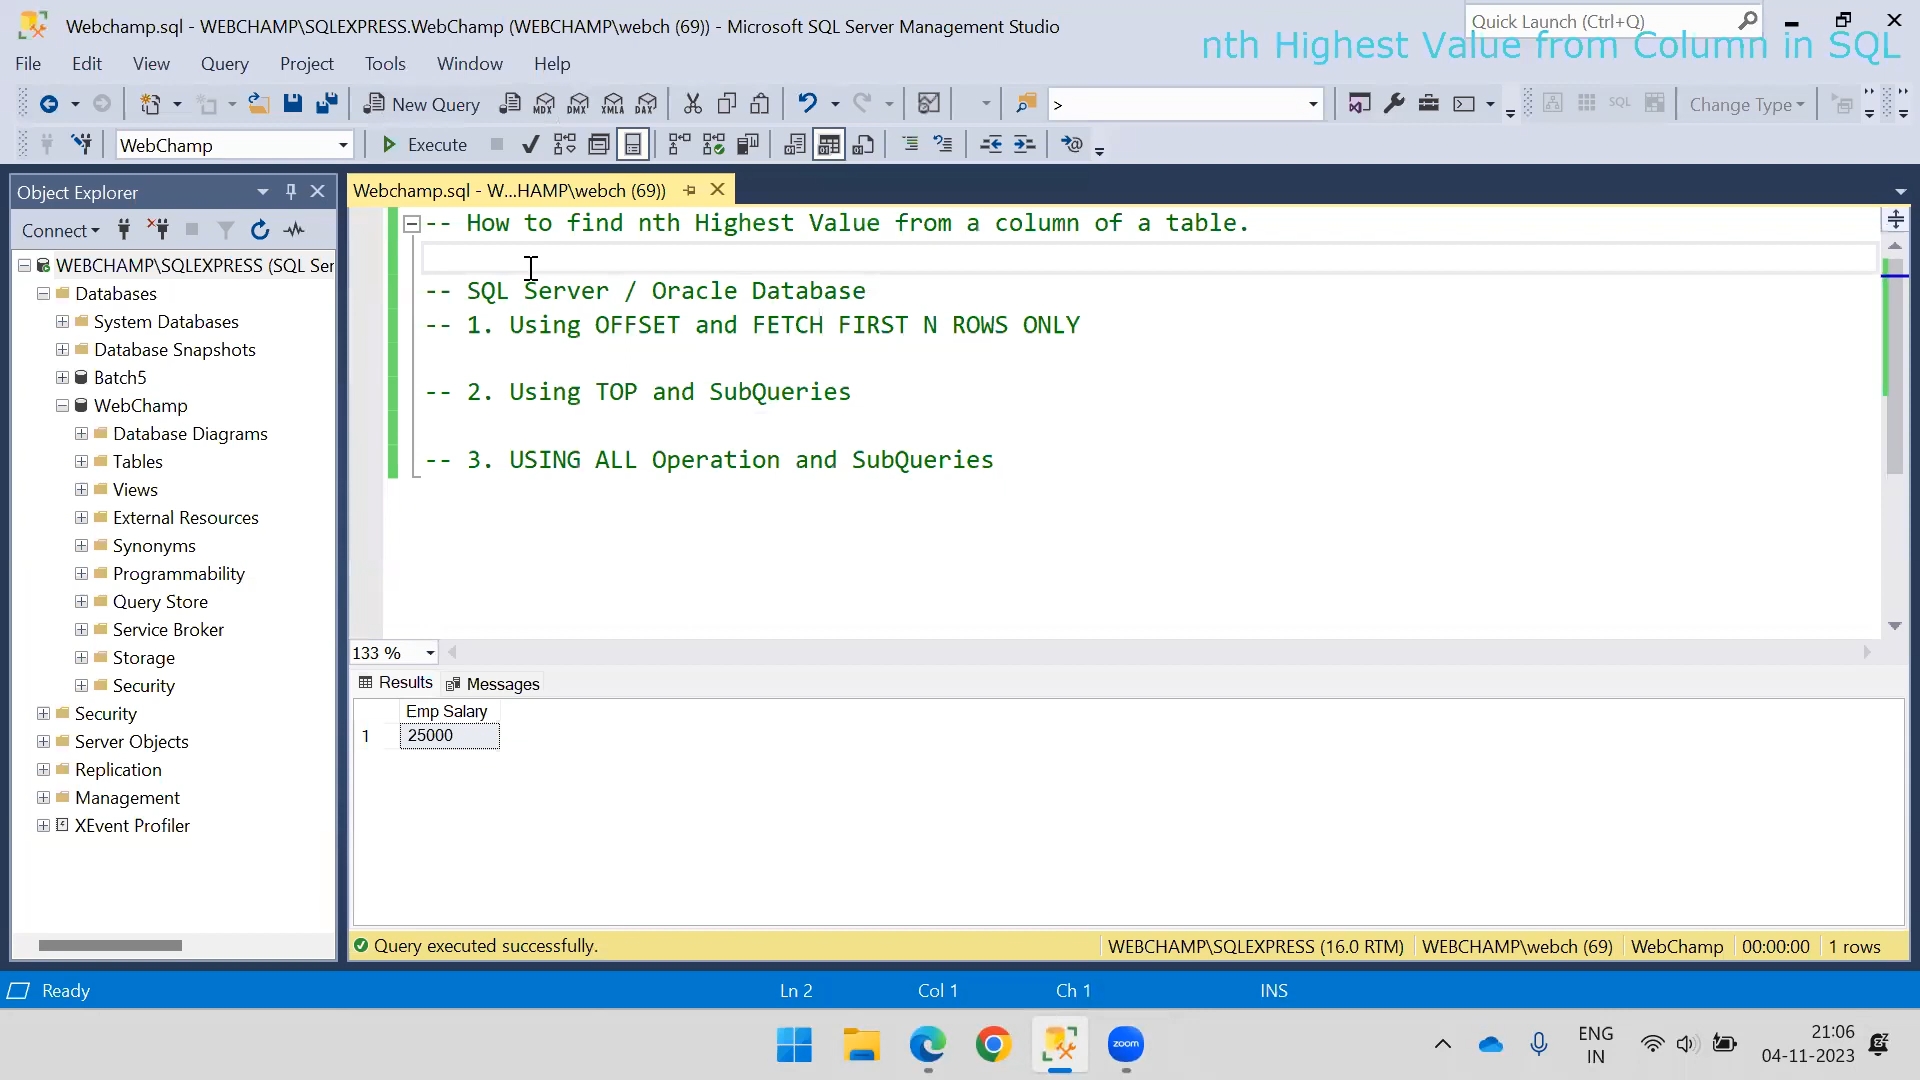 Webchamp.sql - WEBCHAMP\SQLEXPRESS.WebChamp (WEBCHAMP\webch (69)) - Microsoft SQL Server Management Studio
Quick Launch (Ctrl+Q)
nth Highest Value from Column in SQL
File Edit View Query Project Tools Window Help
New Query MDX DMX XMLA DAX > SQL Change Type
WebChamp Execute
Object Explorer
Webchamp.sql - W...HAMP\webch (69))
Connect
WEBCHAMP\SQLEXPRESS (SQL Ser
Databases
System Databases
Database Snapshots
Batch5
WebChamp
Database Diagrams
Tables
Views
External Resources
Synonyms
Programmability
Query Store
Service Broker
Storage
Security
Security
Server Objects
Replication
Management
XEvent Profiler
-- How to find nth Highest Value from a column of a table.
-- SQL Server / Oracle Database
-- 1. Using OFFSET and FETCH FIRST N ROWS ONLY
-- 2. Using TOP and SubQueries
-- 3. USING ALL Operation and SubQueries
133 %
Results Messages
Emp Salary
1 25000
Query executed successfully. WEBCHAMP\SQLEXPRESS (16.0 RTM) WEBCHAMP\webch (69) WebChamp 00:00:00 1 rows
Ready Ln 2 Col 1 Ch 1 INS
zoom
ENG
IN
21:06
04-11-2023